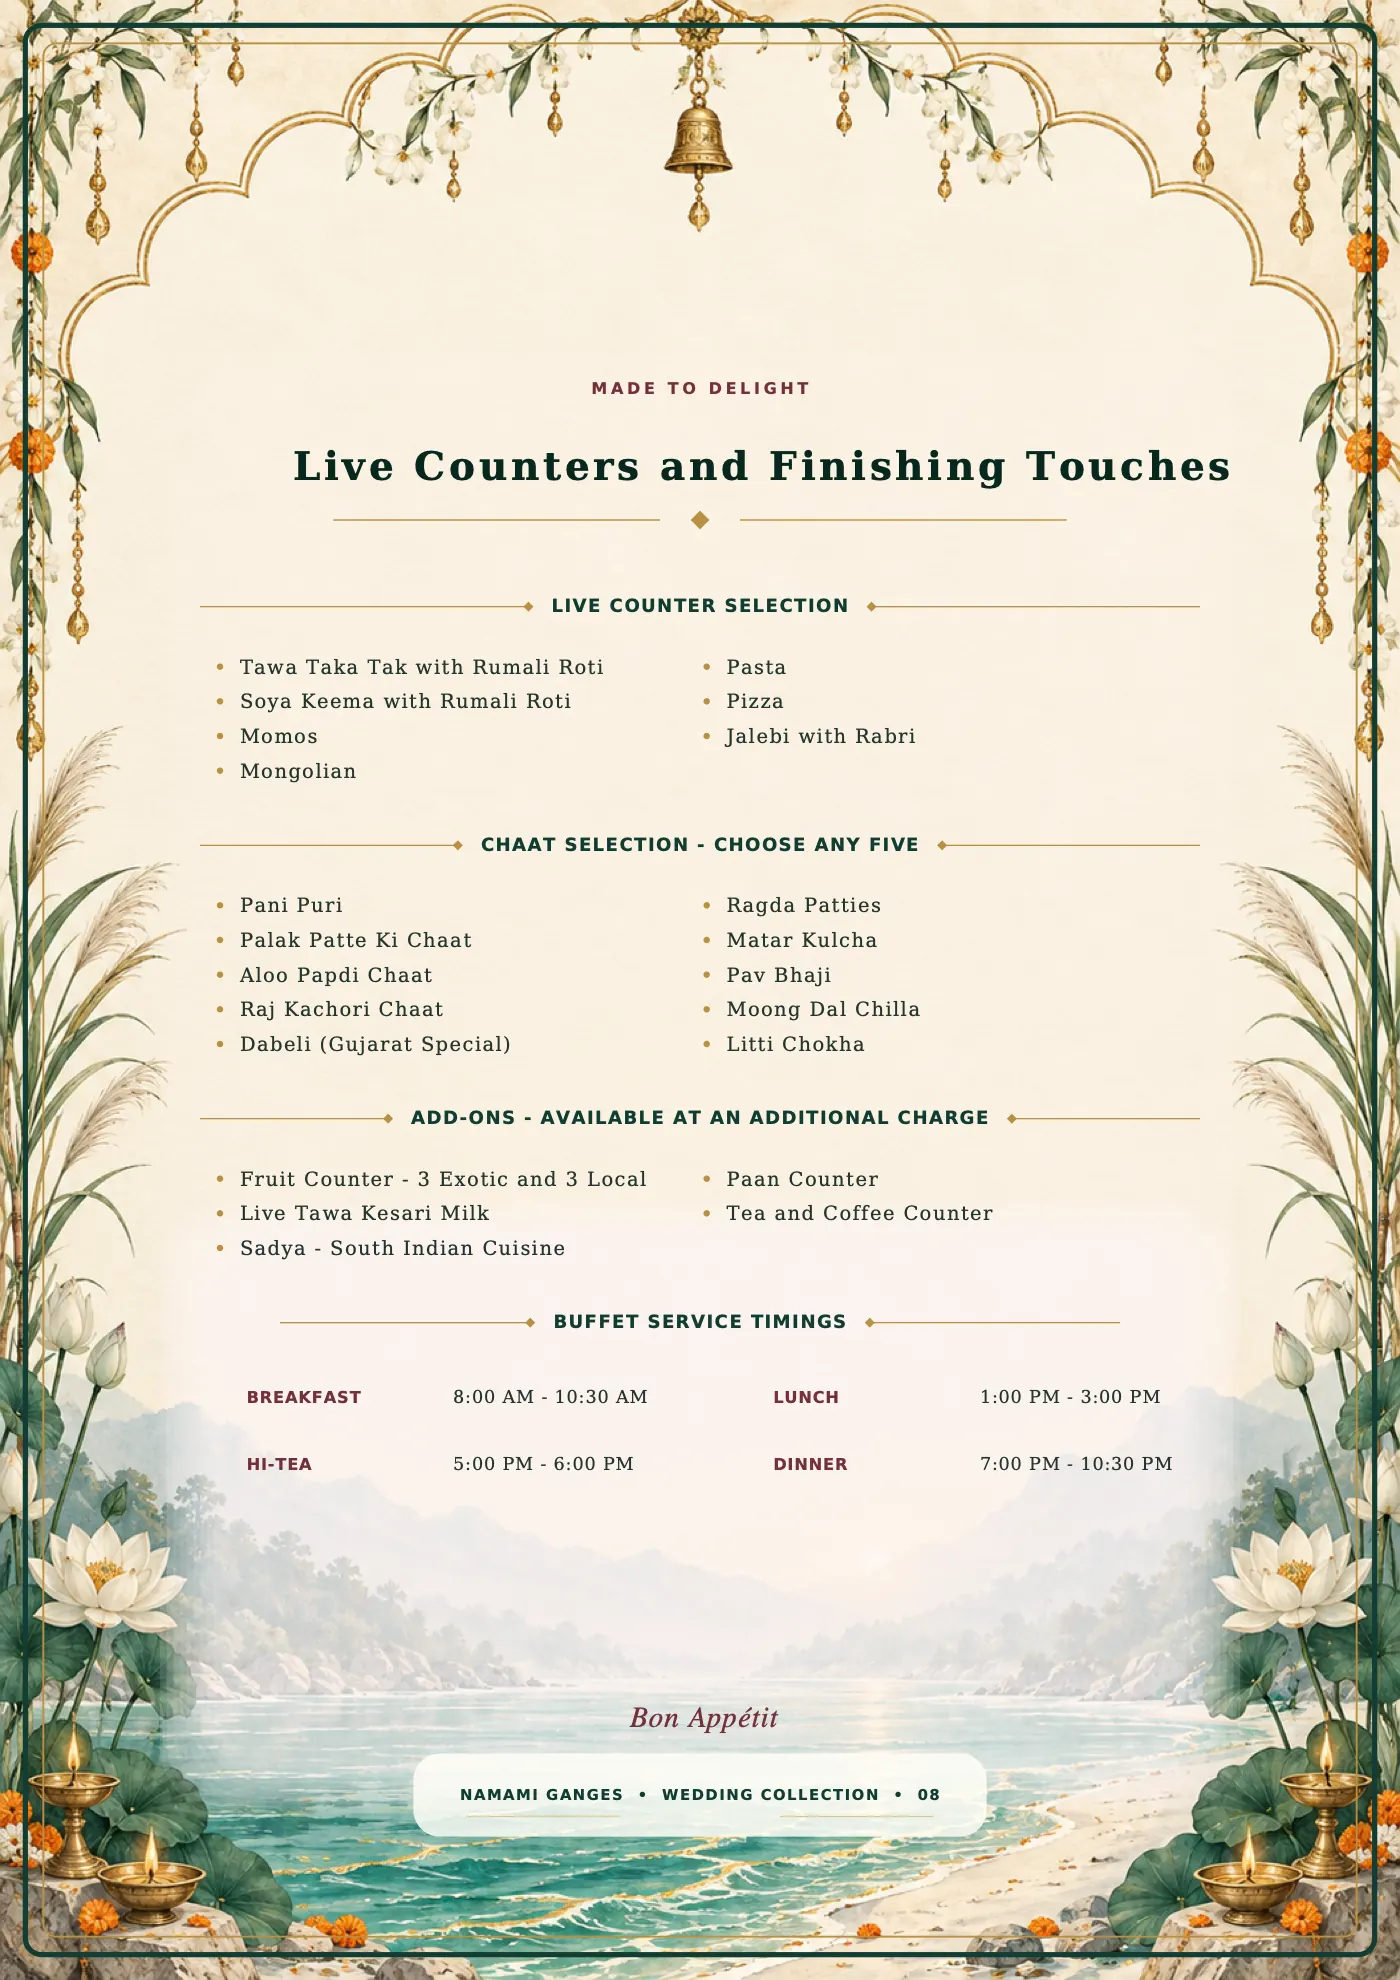 MADE TO DELIGHT
Live Counters and Finishing Touches
LIVE COUNTER SELECTION
• Tawa Taka Tak with Rumali Roti
• Soya Keema with Rumali Roti
• Momos
• Mongolian
• Pasta
• Pizza
• Jalebi with Rabri
CHAAT SELECTION - CHOOSE ANY FIVE
• Pani Puri
• Palak Patte Ki Chaat
• Aloo Papdi Chaat
• Raj Kachori Chaat
• Dabeli (Gujarat Special)
• Ragda Patties
• Matar Kulcha
• Pav Bhaji
• Moong Dal Chilla
• Litti Chokha
ADD-ONS - AVAILABLE AT AN ADDITIONAL CHARGE
• Fruit Counter - 3 Exotic and 3 Local
• Live Tawa Kesari Milk
• Sadya - South Indian Cuisine
• Paan Counter
• Tea and Coffee Counter
BUFFET SERVICE TIMINGS
BREAKFAST 8:00 AM - 10:30 AM LUNCH 1:00 PM - 3:00 PM
HI-TEA 5:00 PM - 6:00 PM DINNER 7:00 PM - 10:30 PM
Bon Appétit
NAMAMI GANGES • WEDDING COLLECTION • 08